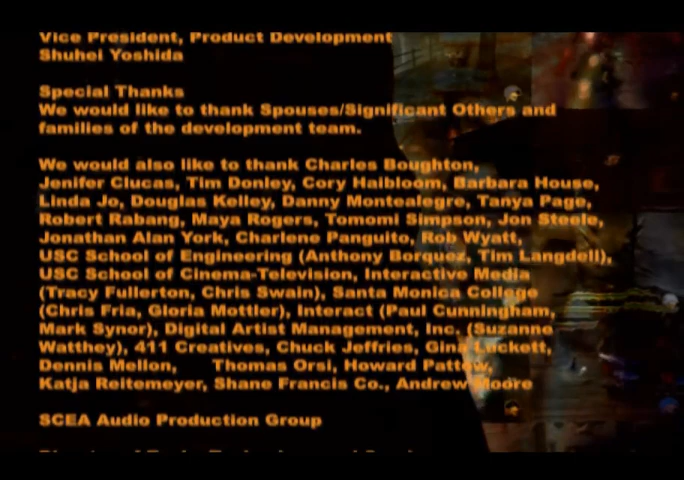 Vice President, Product Development
Shuhei Yoshida
Special Thanks
We would like to thank Spouses/Significant Others and
families of the development team.
We would also like to thank Charles Boughton,
Jenifer Clucas, Tim Donley, Cory Haibloom, Barbara House,
Linda Jo, Douglas Kelley, Danny Montealegre, Tanya Page,
Robert Rabang, Maya Rogers, Tomomi Simpson, Jon Steele,
Jonathan Alan York, Charlene Panguito, Rob Wyatt,
USC School of Engineering (Anthony Borquez, Tim Langdell),
USC School of Cinema-Television, Interactive Media
(Tracy Fullerton, Chris Swain), Santa Monica College
(Chris Fria, Gloria Mottler), Interact (Paul Cunningham,
Mark Synor), Digital Artist Management, Inc. (Suzanne
Watthey), 411 Creatives, Chuck Jeffries, Gina Luckett,
Dennis Mellon, Thomas Orsi, Howard Pattow,
Katja Reitemeyer, Shane Francis Co., Andrew Moore
SCEA Audio Production Group